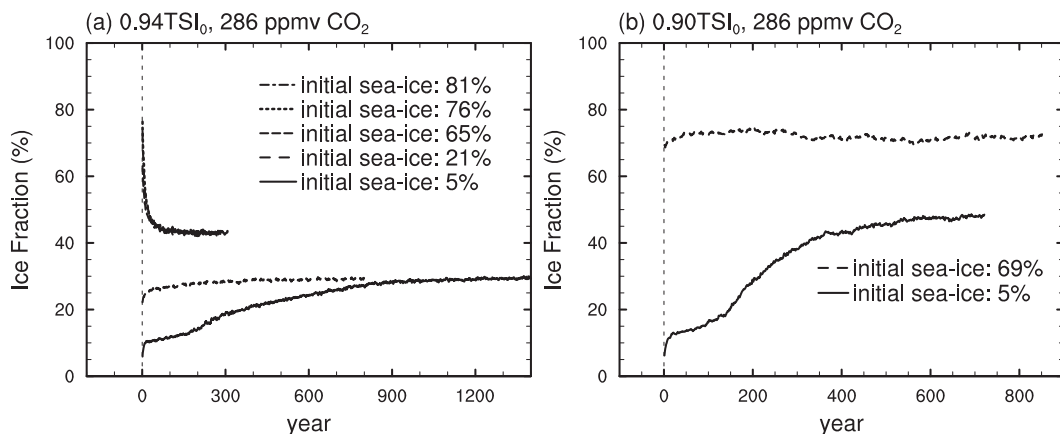 (a) 0.94TSI₀, 286 ppmv CO₂
100
80
60
40
20
0
Ice Fraction (%)
initial sea-ice: 81%
initial sea-ice: 76%
initial sea-ice: 65%
initial sea-ice: 21%
initial sea-ice: 5%
0 300 600 900 1200
year
(b) 0.90TSI₀, 286 ppmv CO₂
100
80
60
40
20
0
Ice Fraction (%)
initial sea-ice: 69%
initial sea-ice: 5%
0 200 400 600 800
year